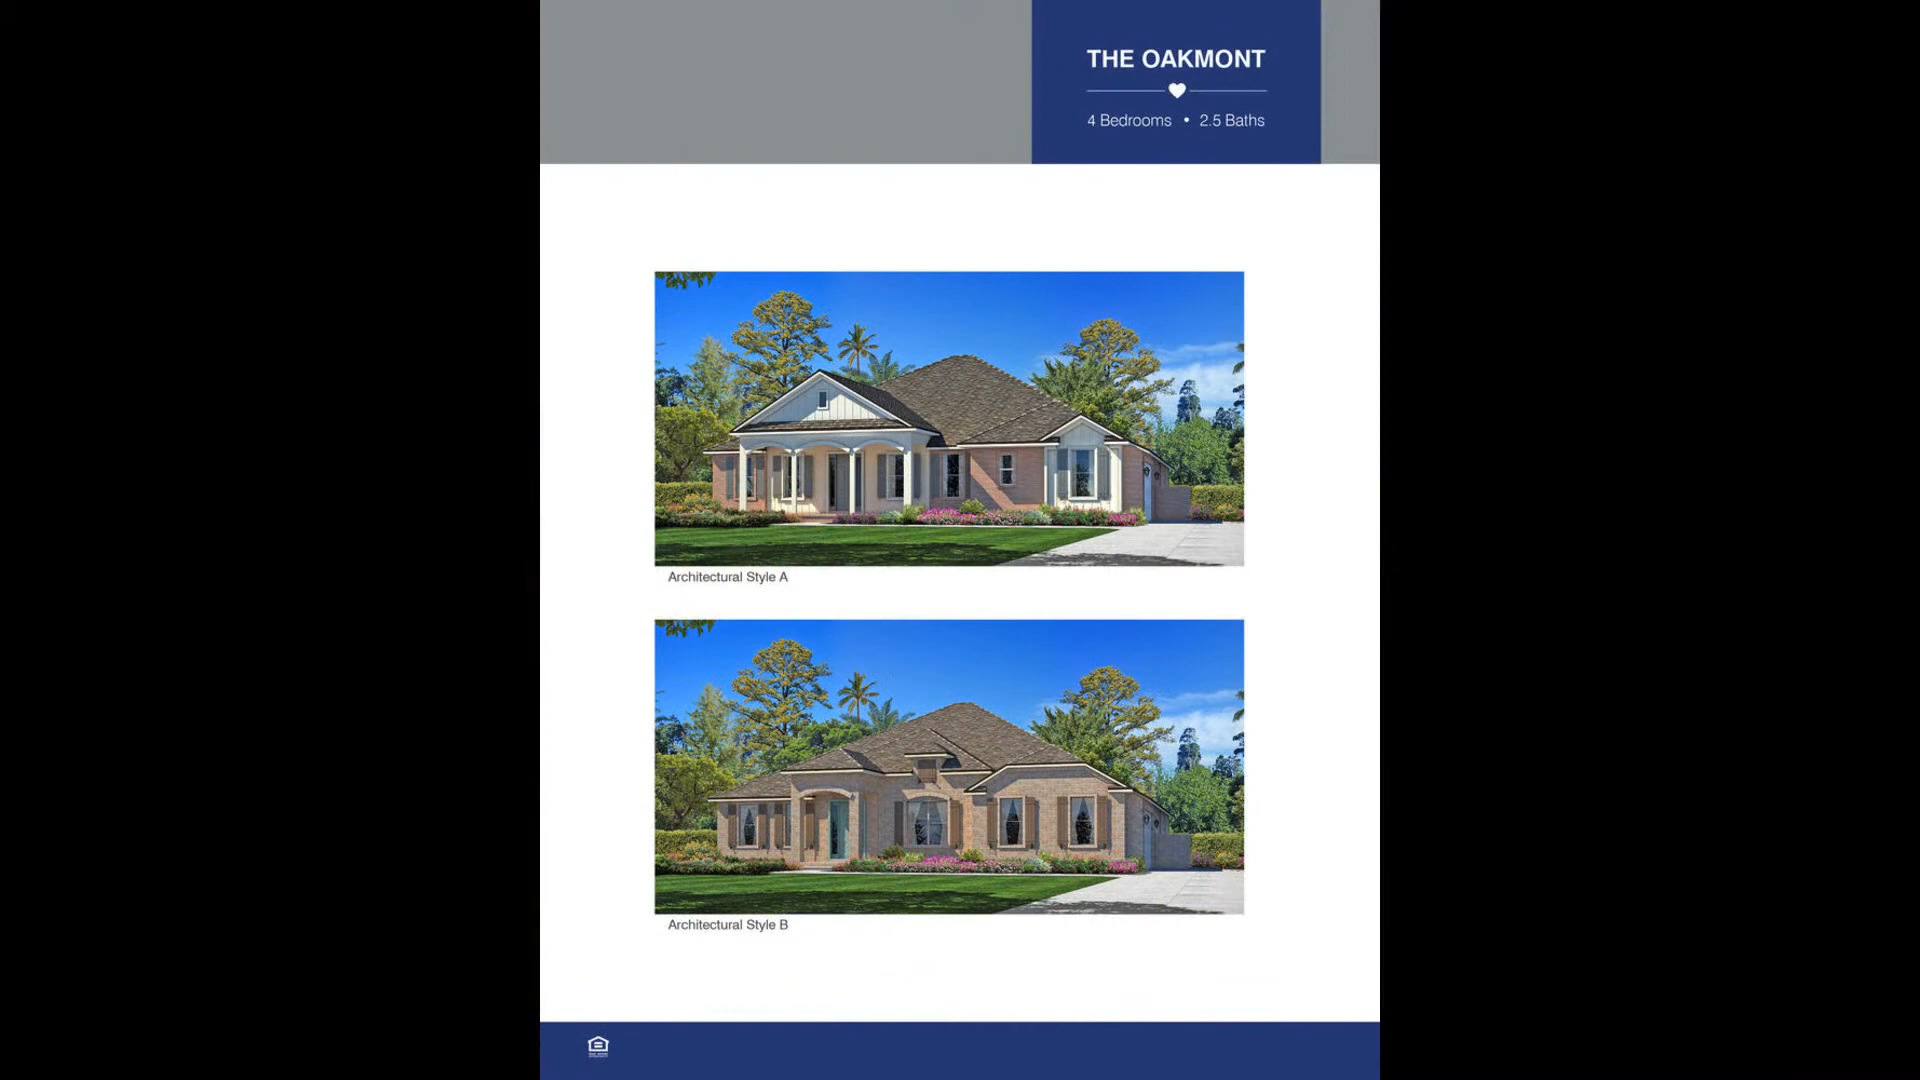 THE OAKMONT
4 Bedrooms • 2.5 Baths
Architectural Style A
Architectural Style B